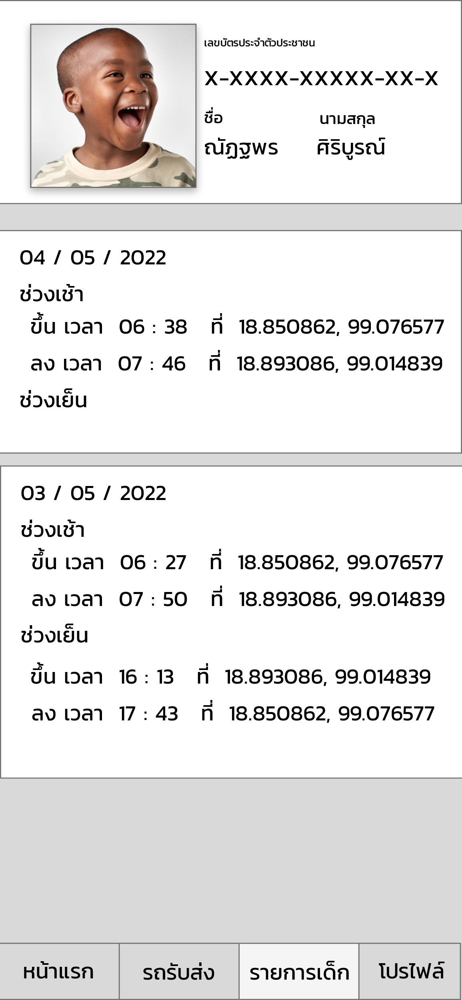 เลขบัตรประจำตัวประชาชน
X-XXXX-XXXXX-XX-X
ชื่อ นามสกุล
ณัฏฐพร ศิริบูรณ์
04 / 05 / 2022
ช่วงเช้า
ขึ้น เวลา 06 : 38 ที่ 18.850862, 99.076577
ลง เวลา 07 : 46 ที่ 18.893086, 99.014839
ช่วงเย็น
03 / 05 / 2022
ช่วงเช้า
ขึ้น เวลา 06 : 27 ที่ 18.850862, 99.076577
ลง เวลา 07 : 50 ที่ 18.893086, 99.014839
ช่วงเย็น
ขึ้น เวลา 16 : 13 ที่ 18.893086, 99.014839
ลง เวลา 17 : 43 ที่ 18.850862, 99.076577
หน้าแรก รถรับส่ง รายการเด็ก โปรไฟล์